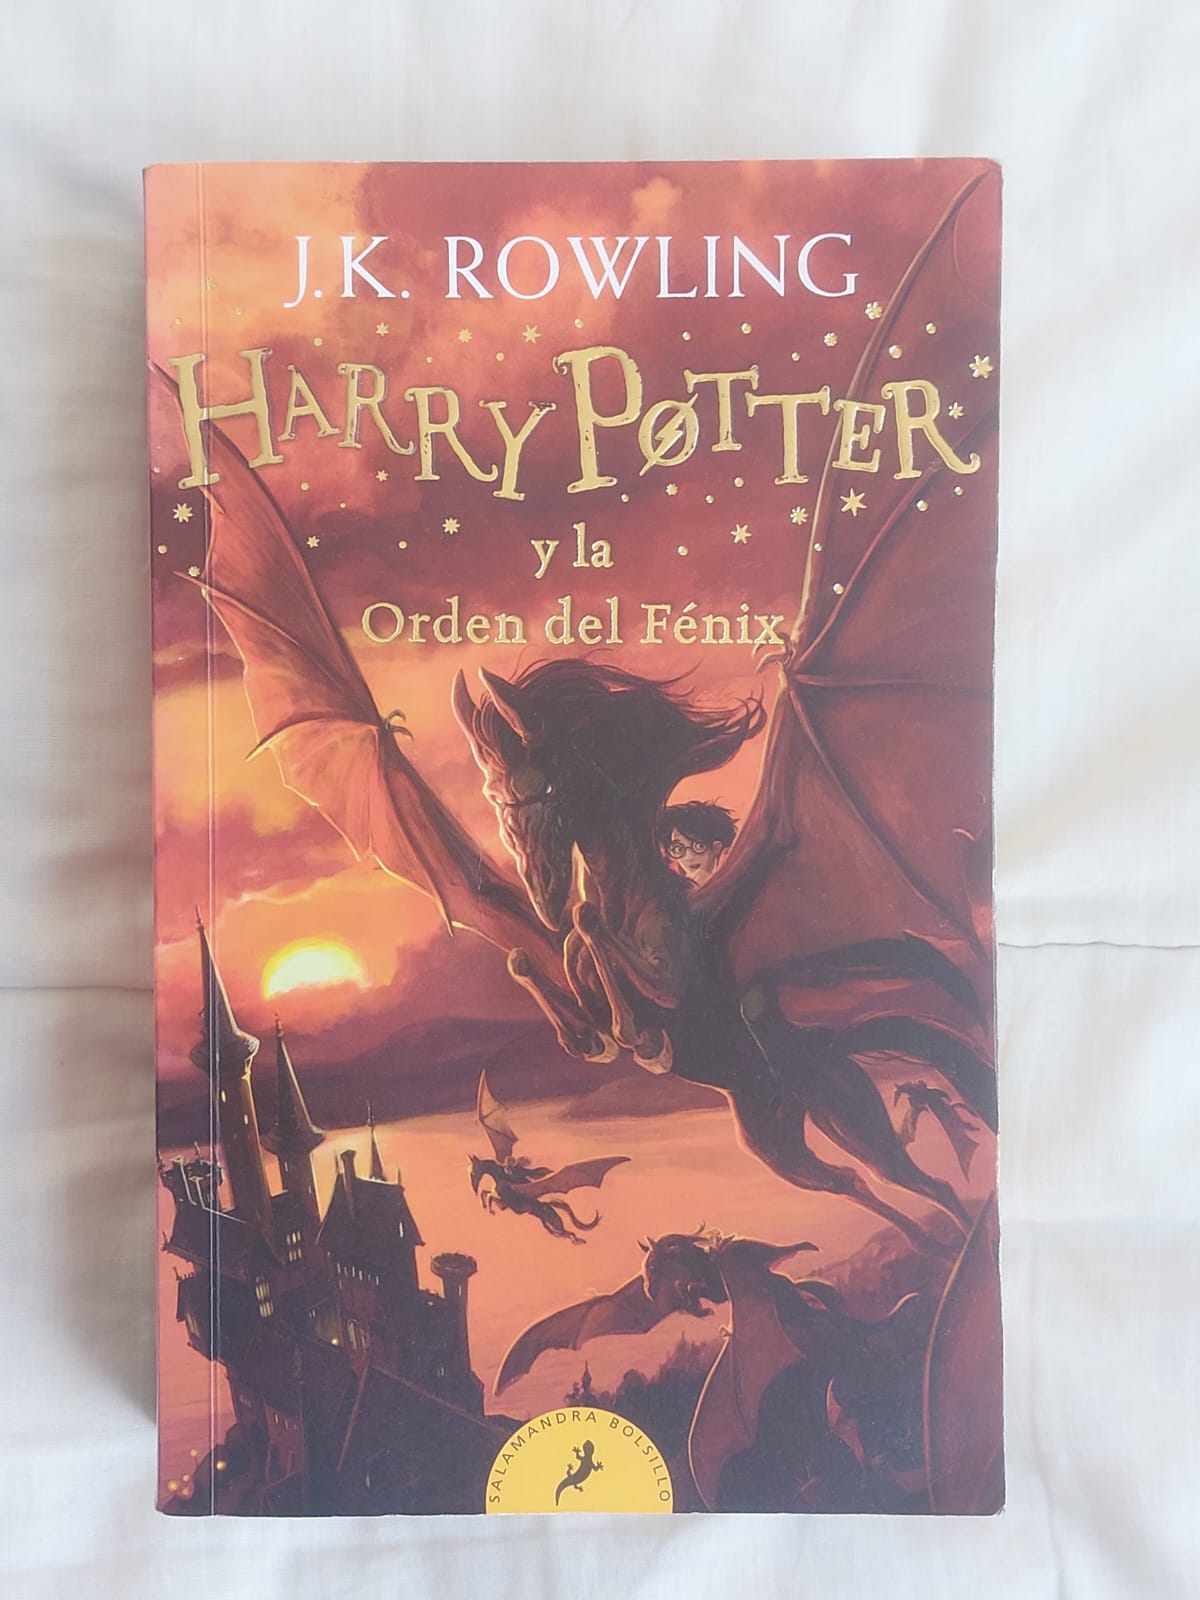 J.K. ROWLING
HARRY POTTER
y la
Orden del Fénix
SALAMANDRA BOLSILLO